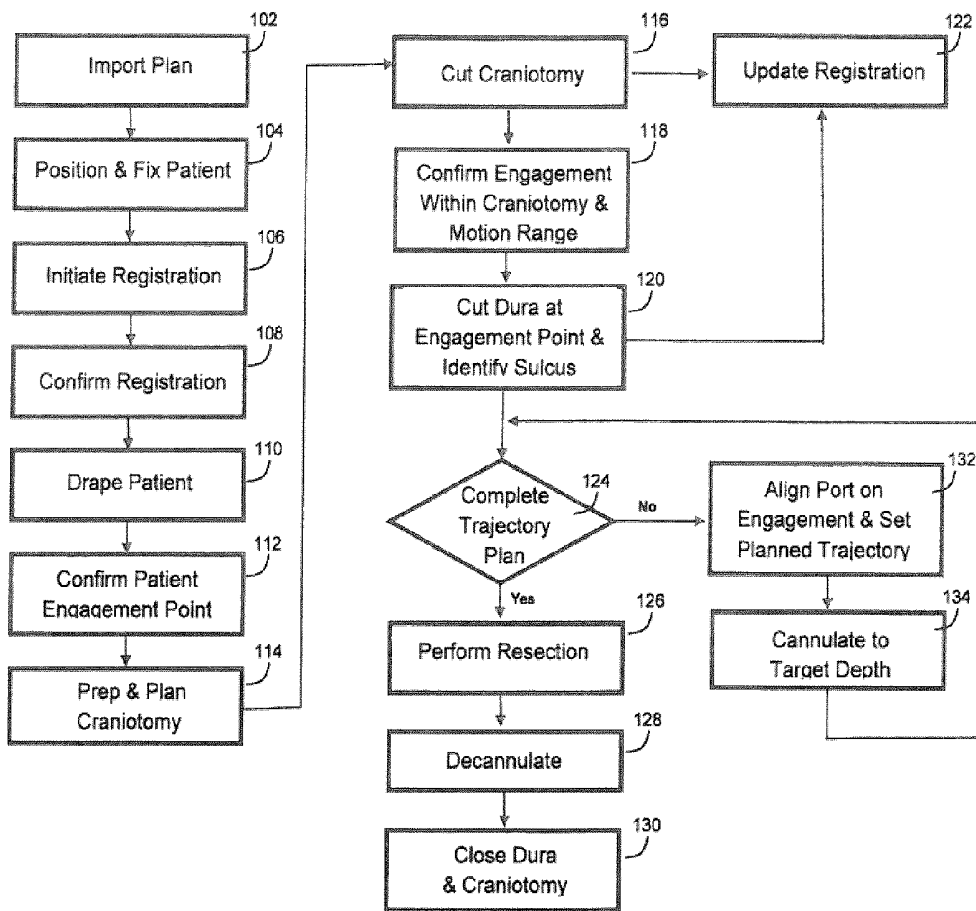 102
Import Plan
104
Position & Fix Patient
106
Initiate Registration
108
Confirm Registration
110
Drape Patient
112
Confirm Patient
Engagement Point
114
Prep & Plan
Craniotomy
116
Cut Craniotomy
118
Confirm Engagement
Within Craniotomy &
Motion Range
120
Cut Dura at
Engagement Point &
Identify Sulcus
122
Update Registration
124
Complete
Trajectory
Plan
No
Yes
126
Perform Resection
128
Decannulate
130
Close Dura
& Craniotomy
132
Align Port on
Engagement & Set
Planned Trajectory
134
Cannulate to
Target Depth